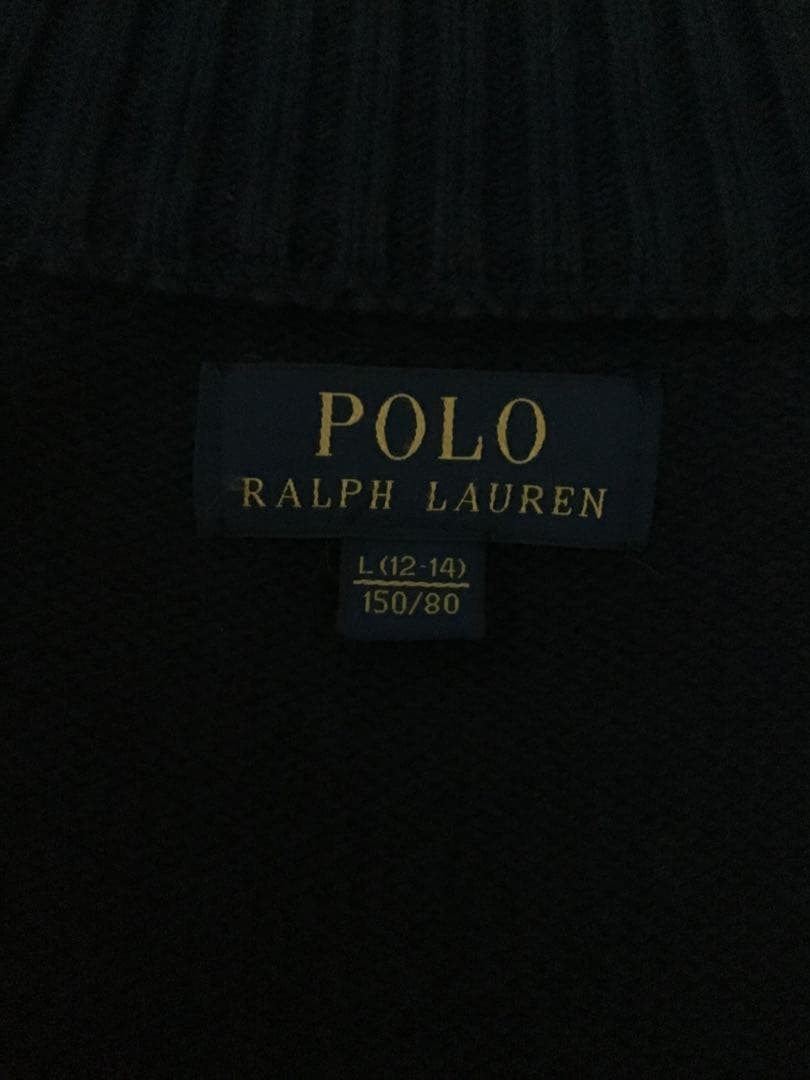 POLO
RALPH LAUREN
L (12-14)
150/80